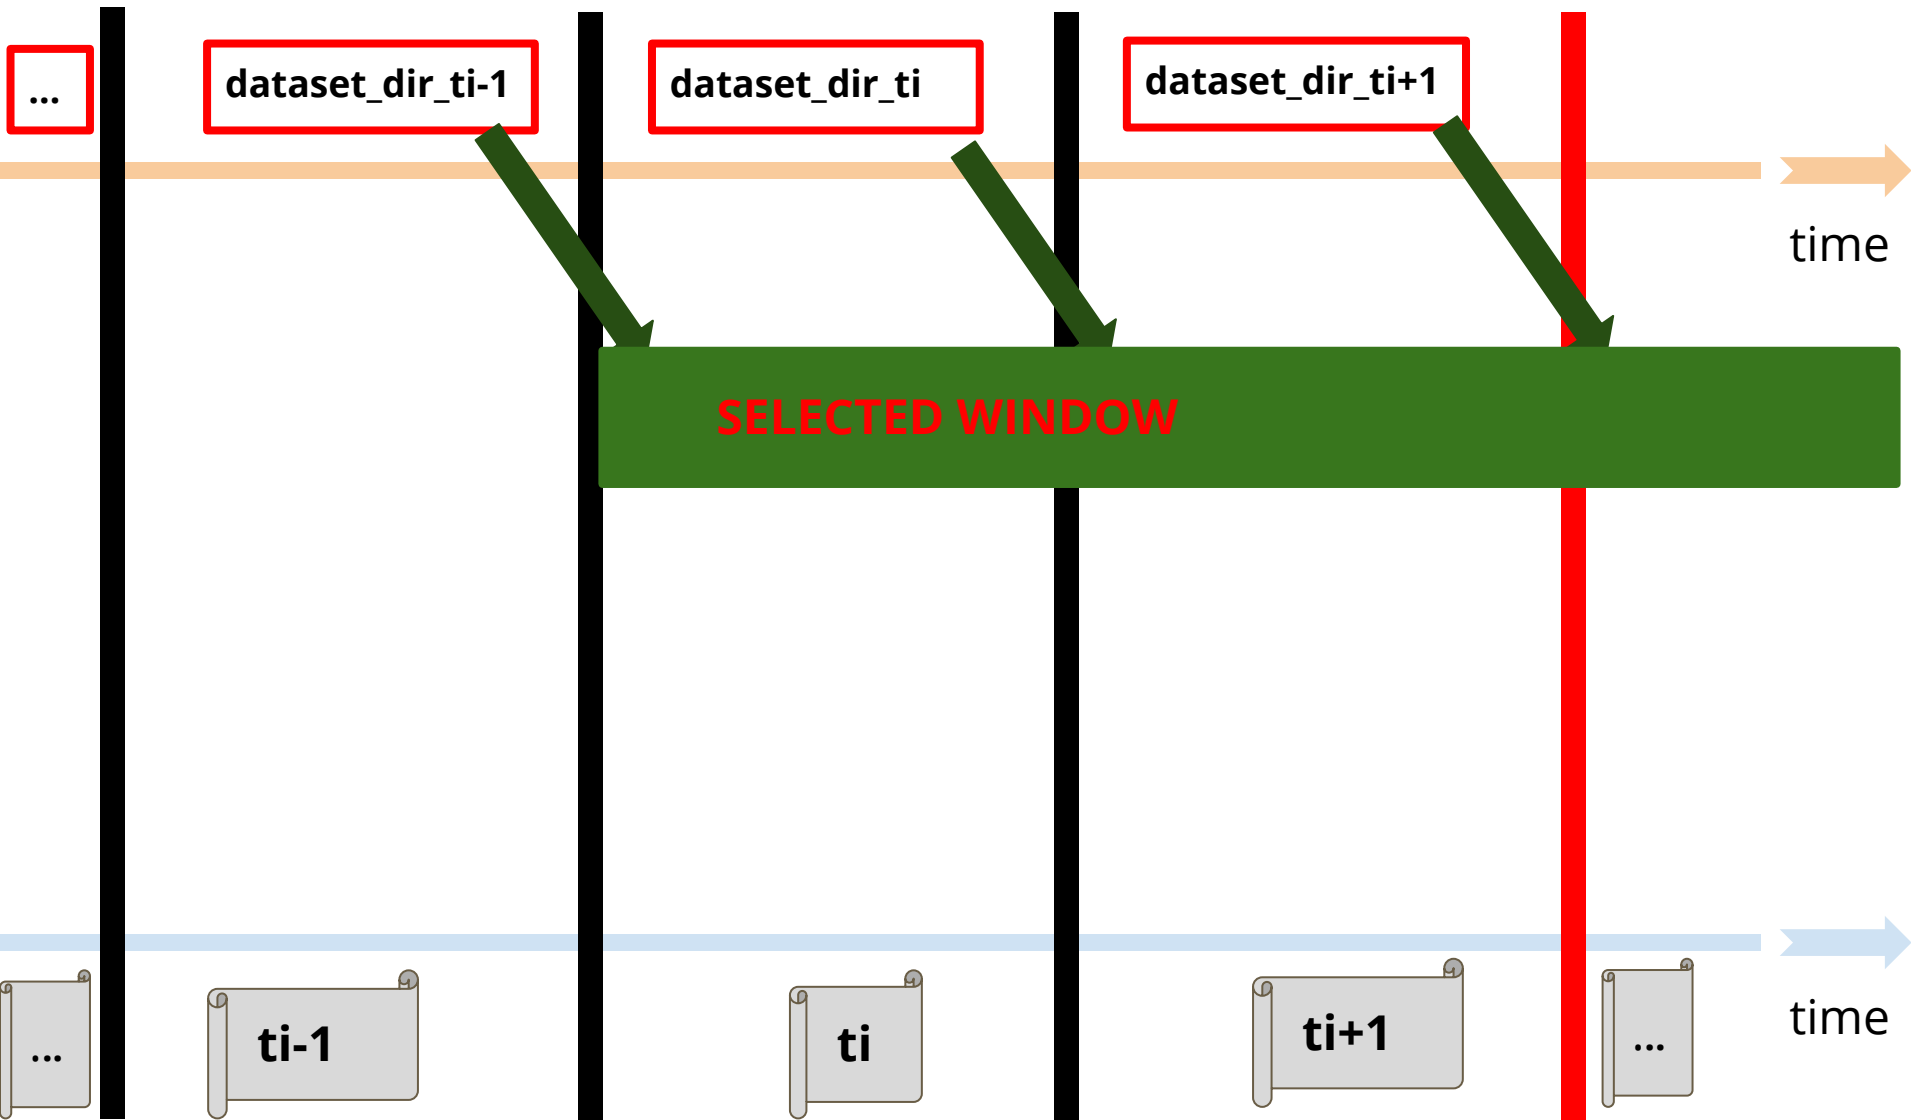 ...
dataset_dir_ti-1
dataset_dir_ti
dataset_dir_ti+1
time
SELECTED WINDOW
...
ti-1
ti
ti+1
...
time